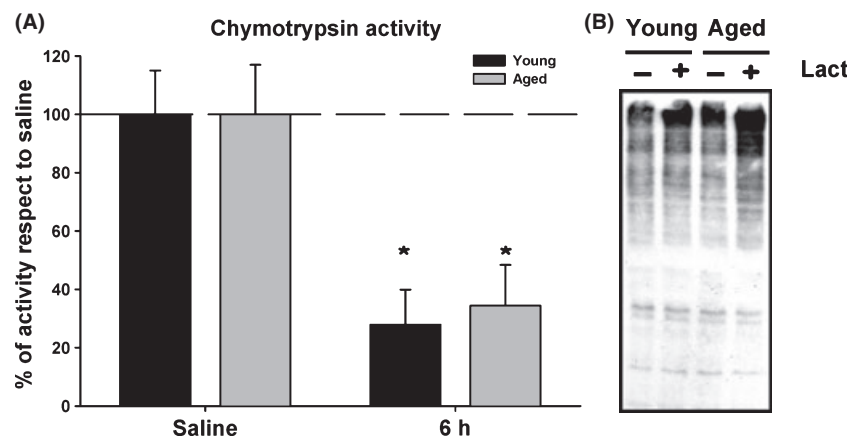 (A)
Chymotrypsin activity
% of activity respect to saline
120
100
80
60
40
20
0
Young
Aged
* *
Saline 6 h
(B)
Young Aged
– + – + Lact